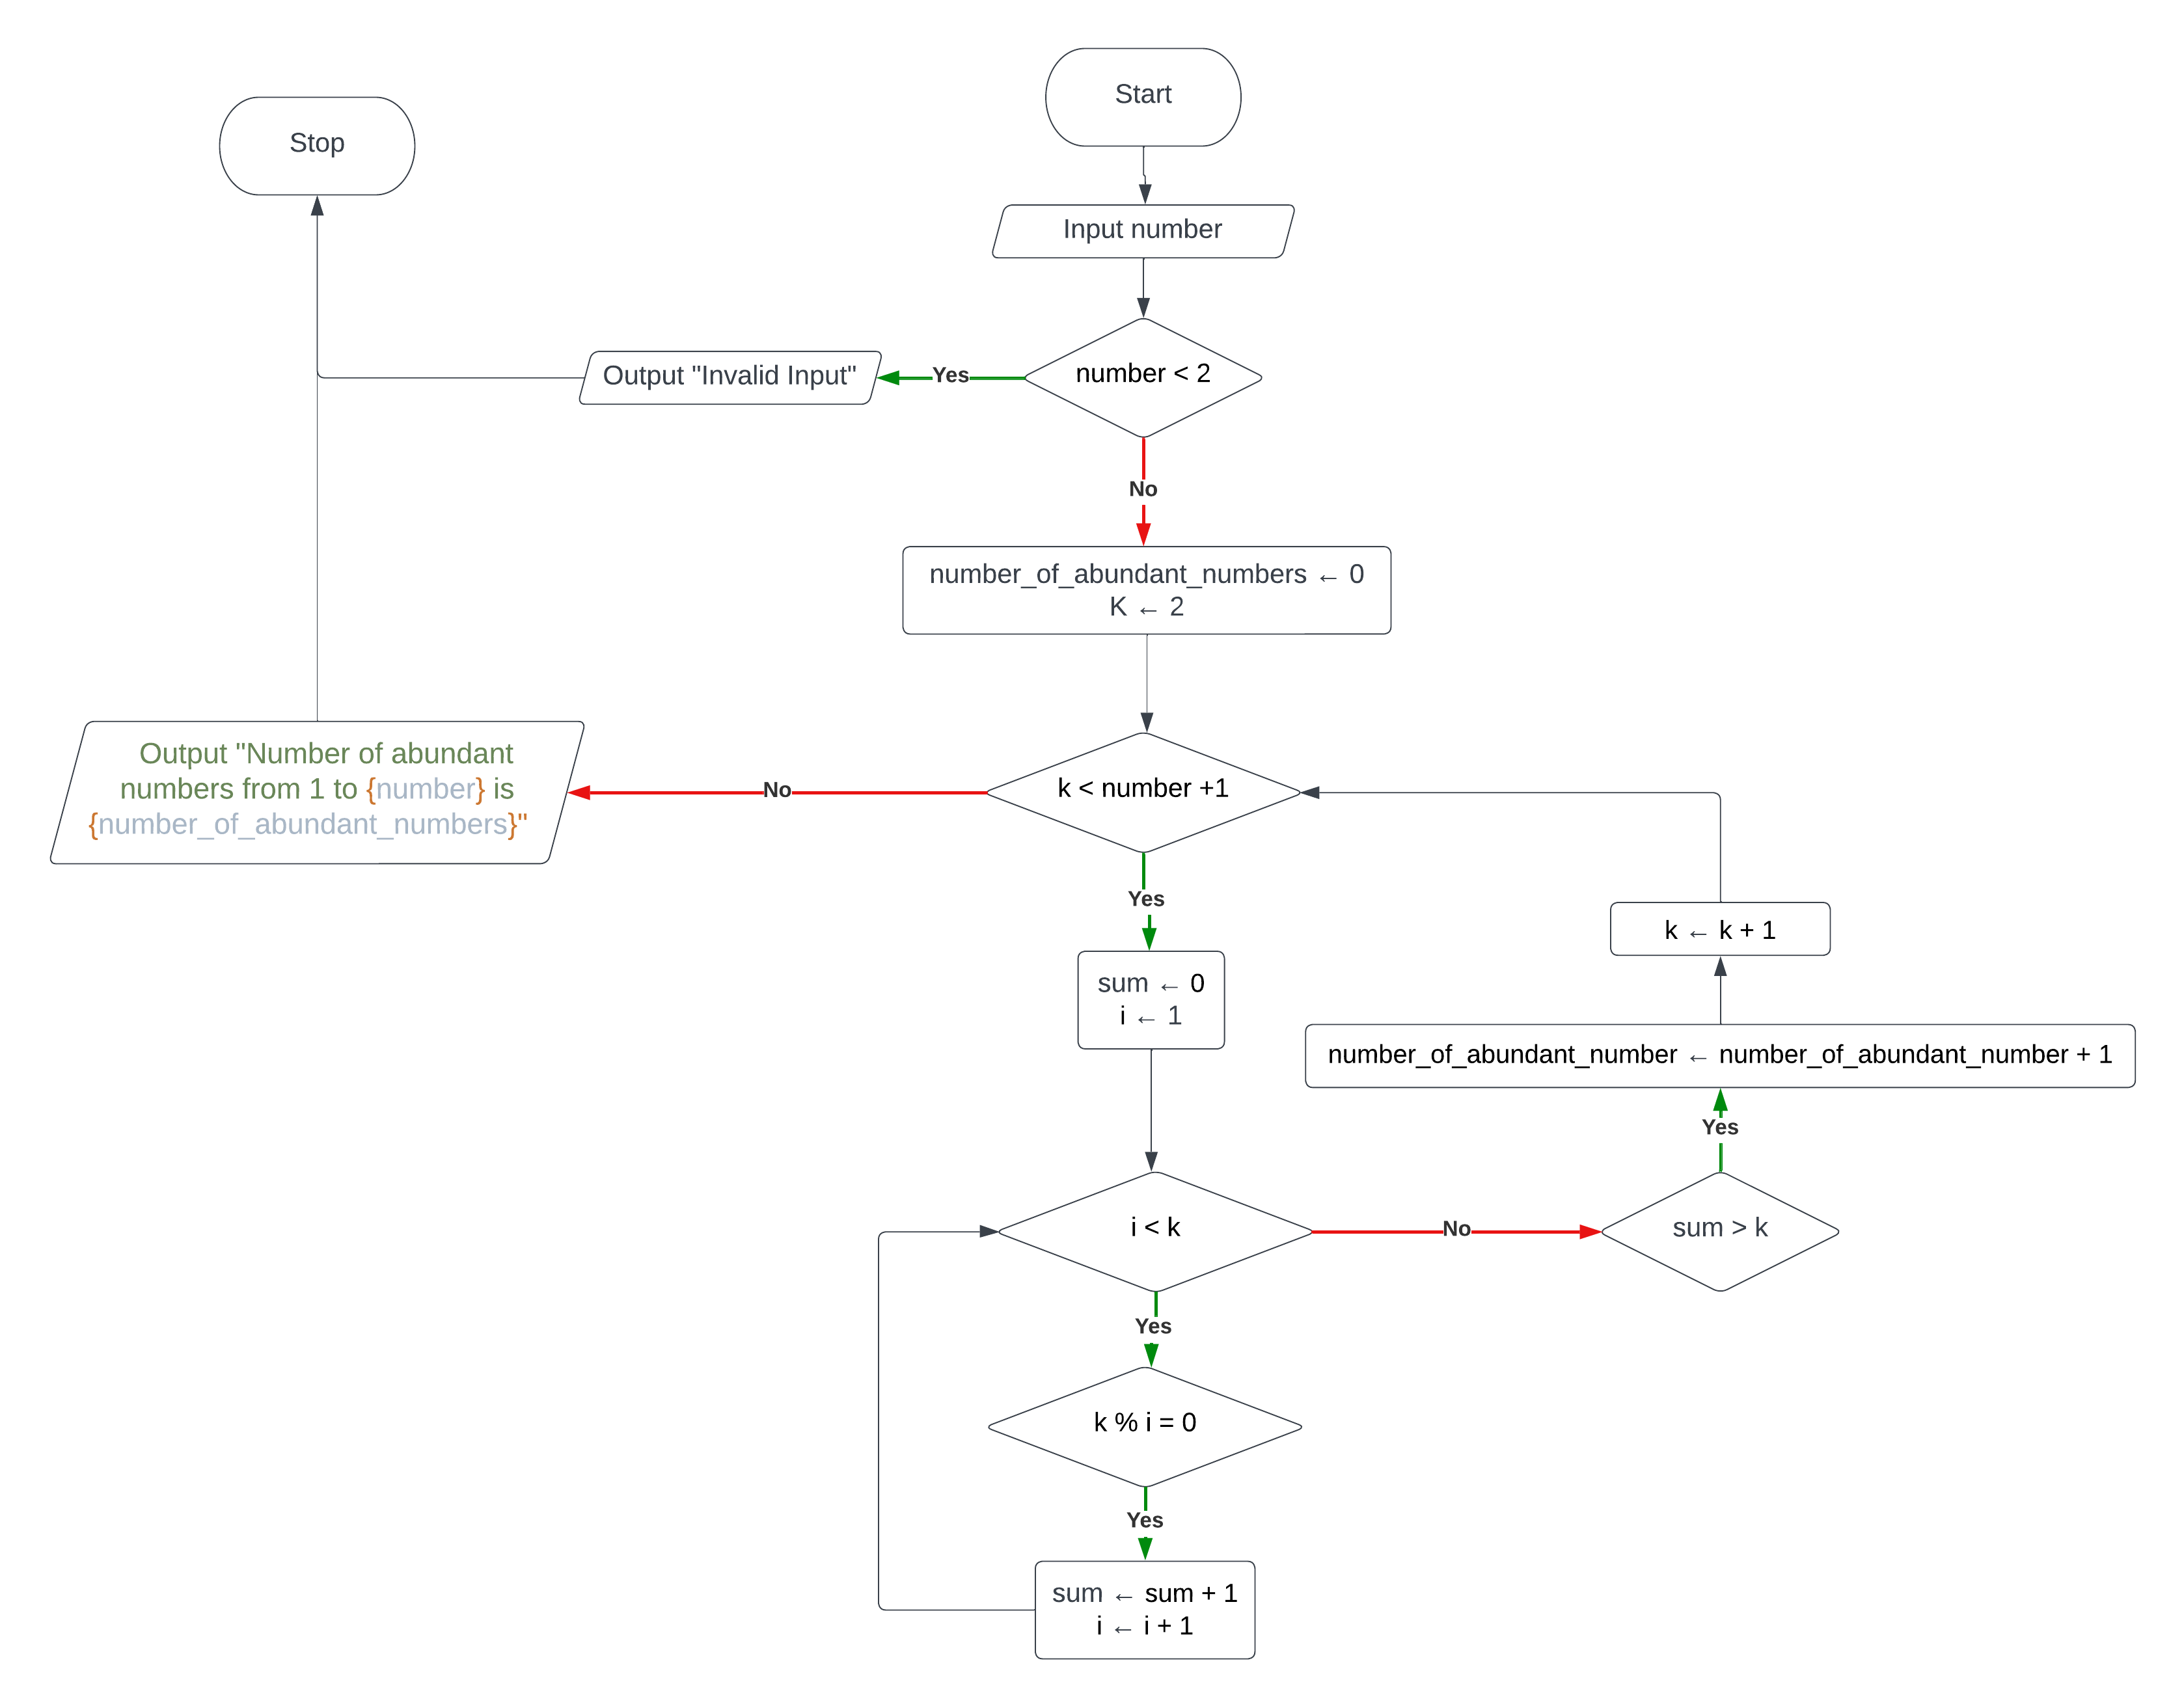 Start
Stop
Input number
number < 2
Yes
Output "Invalid Input"
No
number_of_abundant_numbers ← 0
K ← 2
k < number +1
No
Output "Number of abundant
numbers from 1 to {number} is
{number_of_abundant_numbers}"
Yes
sum ← 0
i ← 1
k ← k + 1
number_of_abundant_number ← number_of_abundant_number + 1
Yes
i < k
No
sum > k
Yes
k % i = 0
Yes
sum ← sum + 1
i ← i + 1